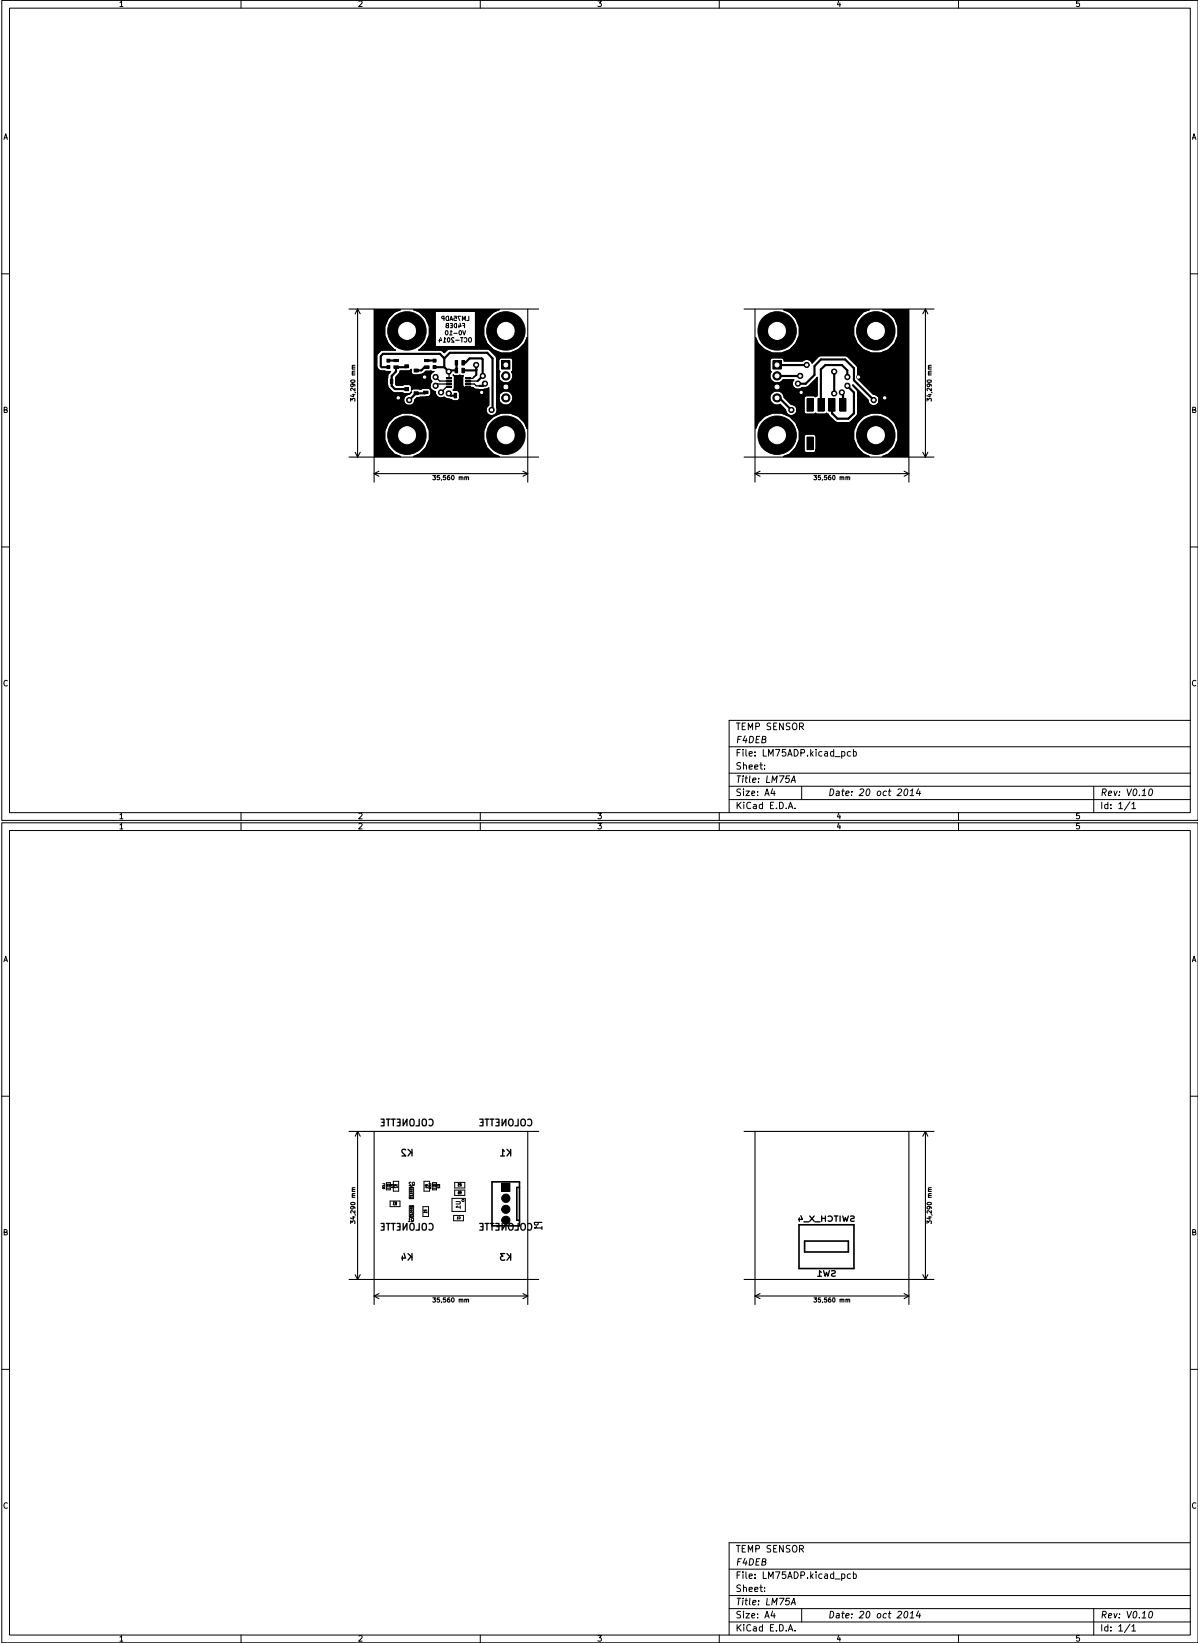 1 2 3 4 5
A A
LM75ADP
F4DEB
V0-10
OCT-2014
34,290 mm 34,290 mm
B B
35,560 mm 35,560 mm
C C
TEMP SENSOR
F4DEB
File: LM75ADP.kicad_pcb
Sheet:
Title: LM75A
Size: A4 Date: 20 oct 2014 Rev: V0.10
KiCad E.D.A. Id: 1/1
1 2 3 4 5
1 2 3 4 5
A A
COLONETTE COLONETTE
K2 K1
34,290 mm 34,290 mm
U1
P1
SWITCH_X_4
COLONETTE COLONETTE
B B
K4 K3
SW1
35,560 mm 35,560 mm
C C
TEMP SENSOR
F4DEB
File: LM75ADP.kicad_pcb
Sheet:
Title: LM75A
Size: A4 Date: 20 oct 2014 Rev: V0.10
KiCad E.D.A. Id: 1/1
1 2 3 4 5